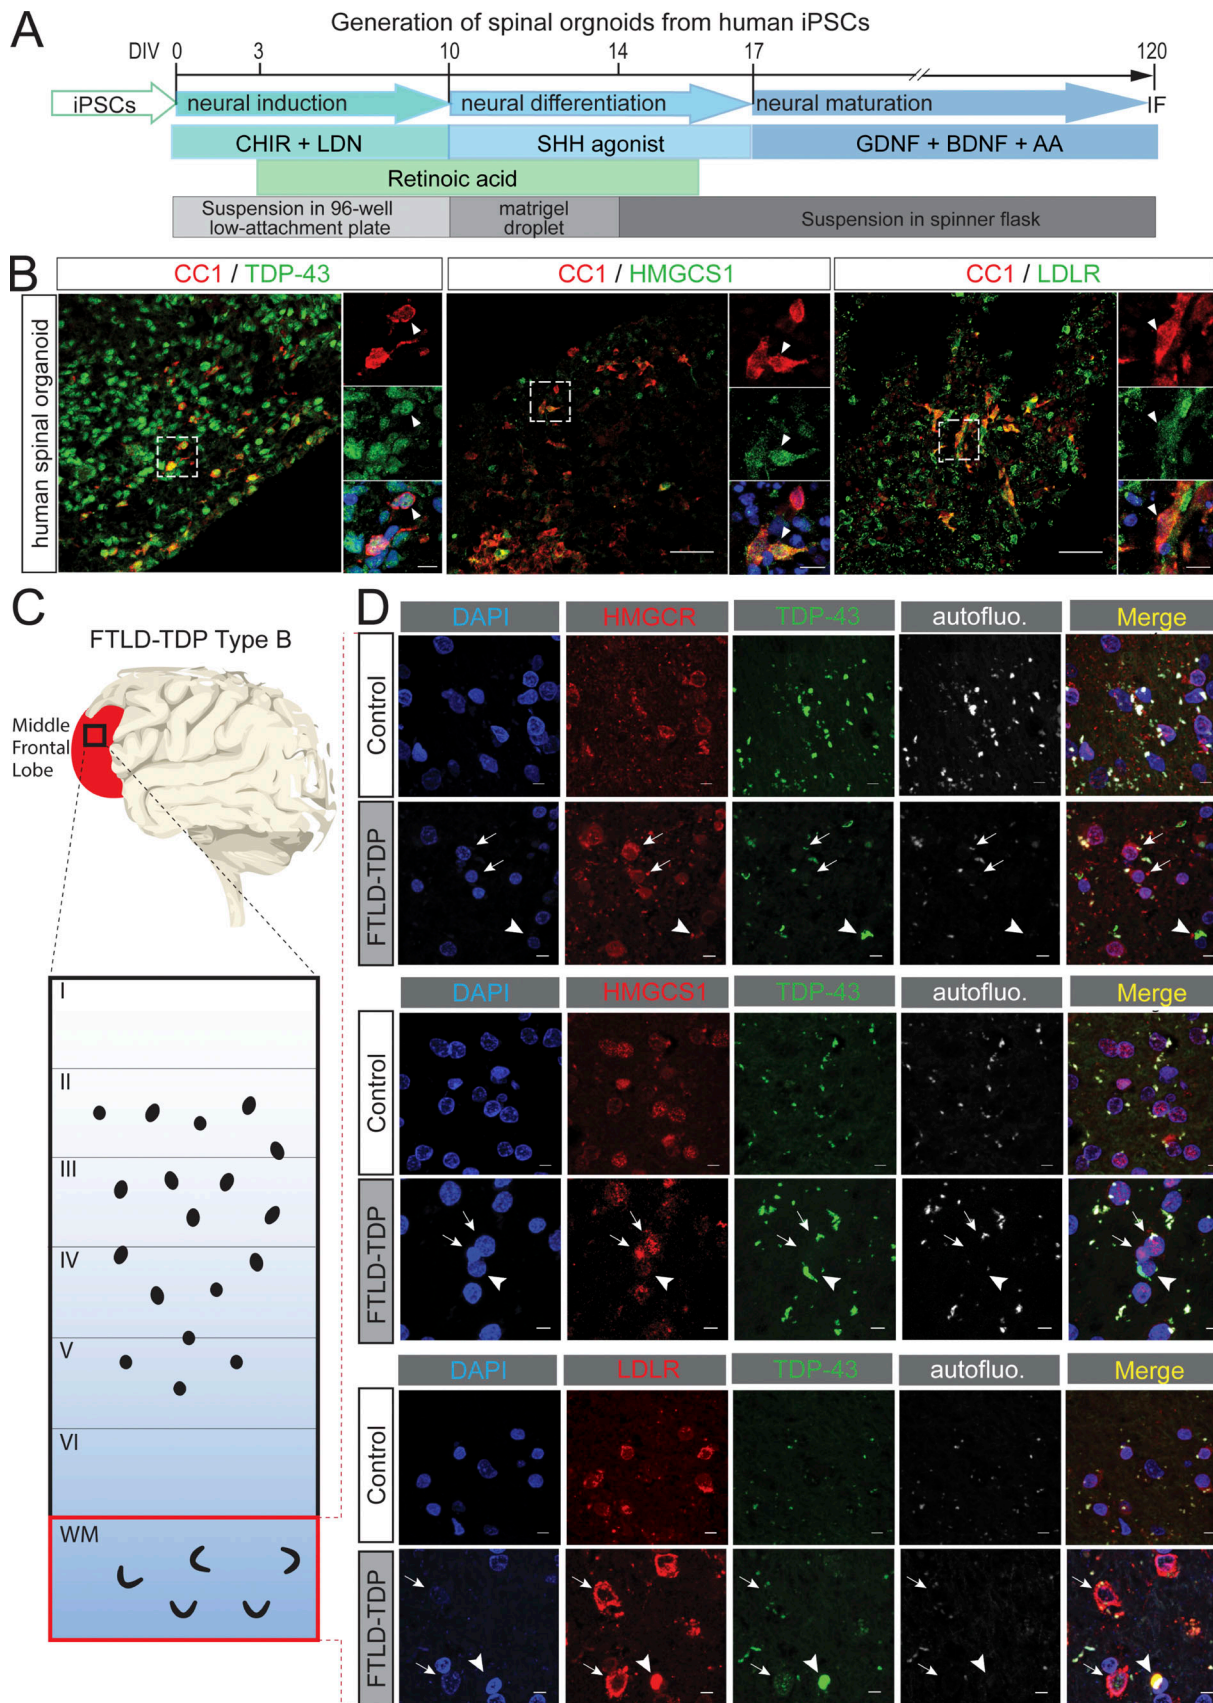 A
Generation of spinal orgnoids from human iPSCs
DIV 0 3 10 14 17 120
iPSCs
neural induction
neural differentiation
neural maturation
IF
CHIR + LDN
SHH agonist
GDNF + BDNF + AA
Retinoic acid
Suspension in 96-well
low-attachment plate
matrigel
droplet
Suspension in spinner flask
B
CC1 / TDP-43
CC1 / HMGCS1
CC1 / LDLR
human spinal organoid
C
FTLD-TDP Type B
Middle
Frontal
Lobe
I
II
III
IV
V
VI
WM
D
DAPI HMGCR TDP-43 autofluo. Merge
Control
FTLD-TDP
DAPI HMGCS1 TDP-43 autofluo. Merge
Control
FTLD-TDP
DAPI LDLR TDP-43 autofluo. Merge
Control
FTLD-TDP